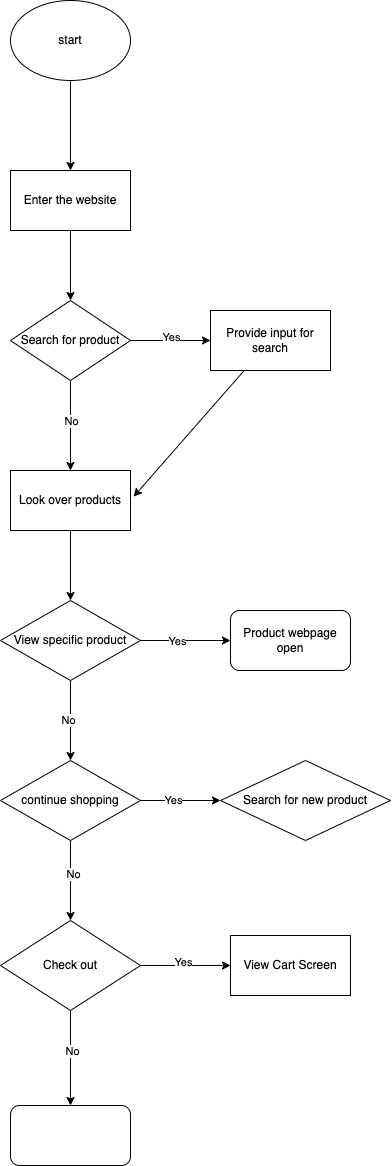 start
Enter the website
Search for product
Yes
Provide input for
search
No
Look over products
View specific product
Yes
Product webpage
open
No
continue shopping
Yes
Search for new product
No
Check out
Yes
View Cart Screen
No